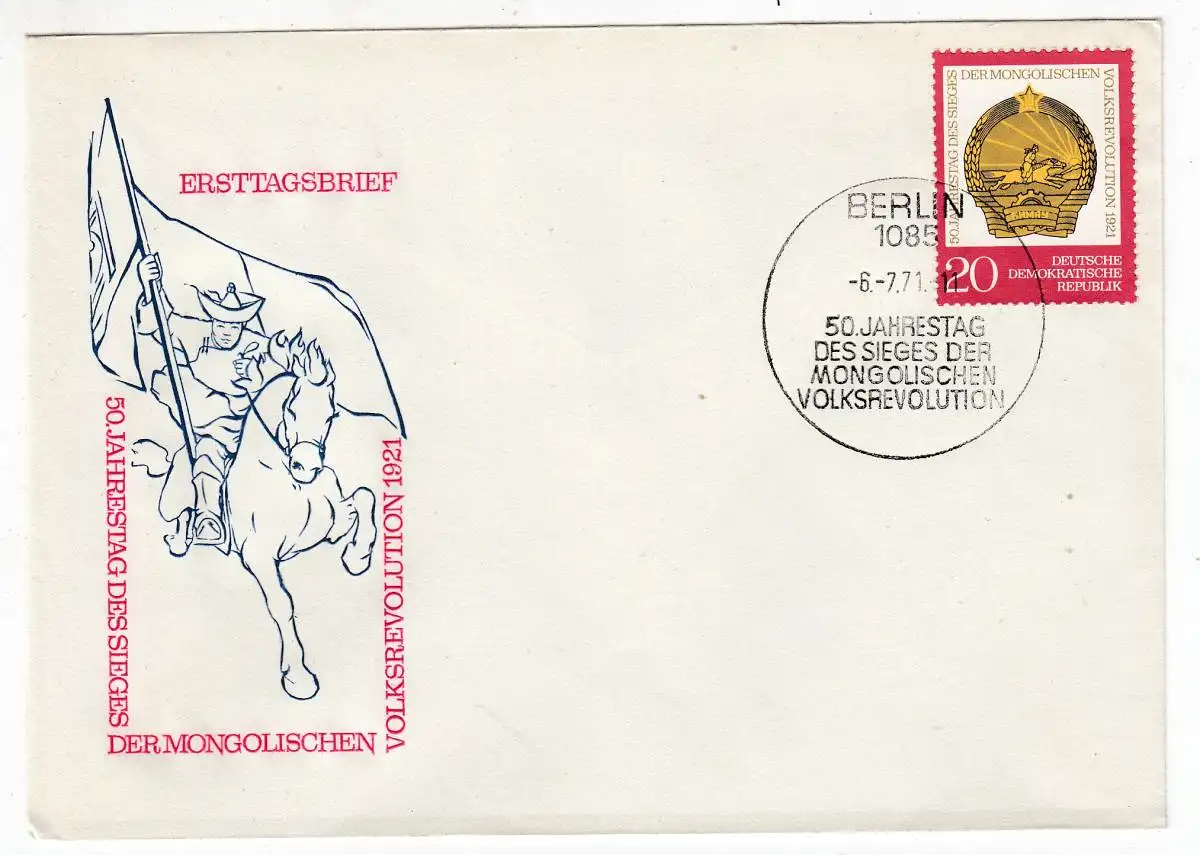 ERSTTAGSBRIEF
50. JAHRESTAG DES SIEGES
DER MONGOLISCHEN
VOLKSREVOLUTION 1921
50. JAHRESTAG DES SIEGES
DER MONGOLISCHEN
VOLKSREVOLUTION 1921
БНМАУ
20
DEUTSCHE
DEMOKRATISCHE
REPUBLIK
BERLIN
1085
-6.-7.71.-11
50. JAHRESTAG
DES SIEGES DER
MONGOLISCHEN
VOLKSREVOLUTION